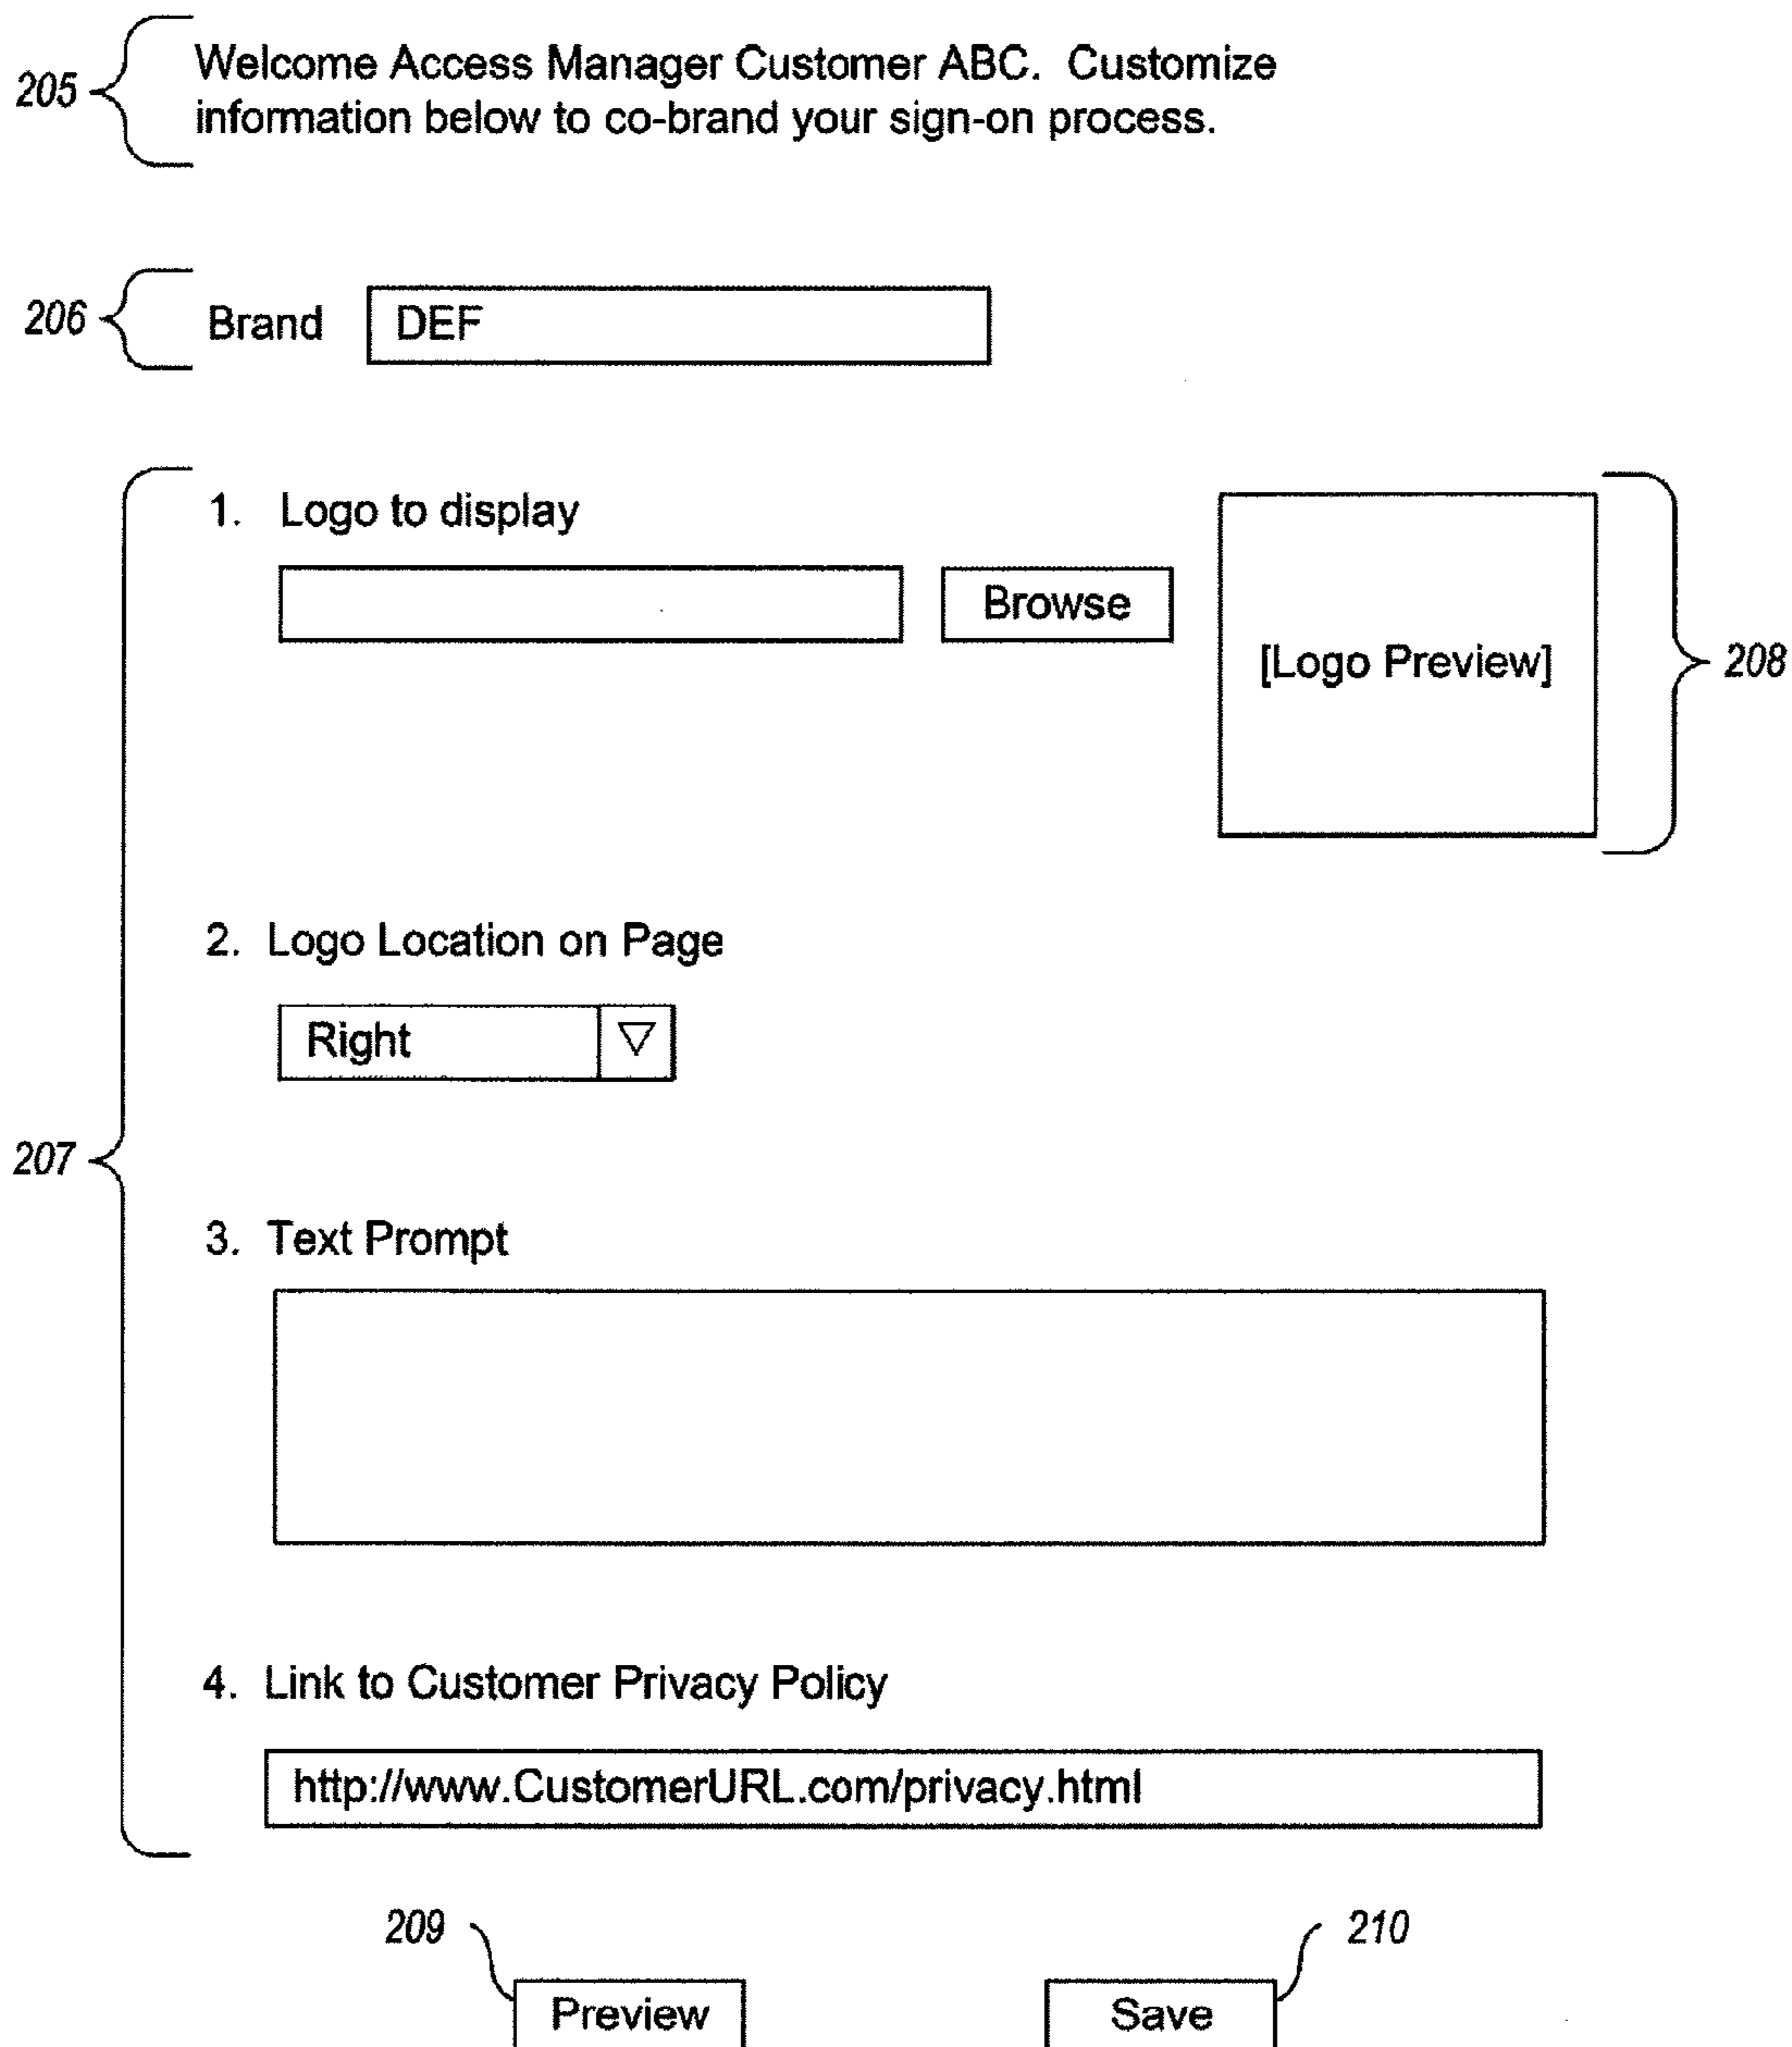 205
Welcome Access Manager Customer ABC. Customize
information below to co-brand your sign-on process.
206
Brand DEF
1. Logo to display
Browse
[Logo Preview]
208
2. Logo Location on Page
Right
207
3. Text Prompt
4. Link to Customer Privacy Policy
http://www.CustomerURL.com/privacy.html
209
210
Preview
Save